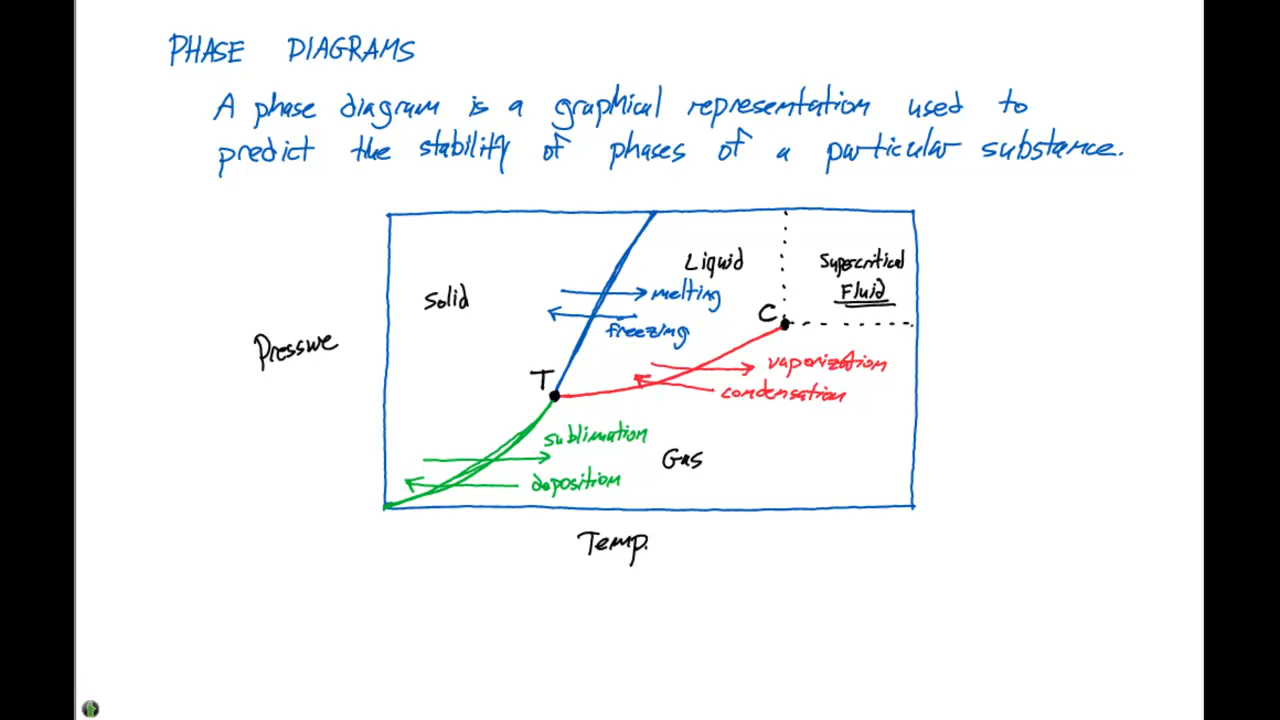 PHASE DIAGRAMS
A phase diagram is a graphical representation used to
predict the stability of phases of a particular substance.
Liquid
Supercritical
Fluid
Solid
melting
C
freezing
Pressure
vaporization
T
condensation
sublimation
Gas
deposition
Temp.